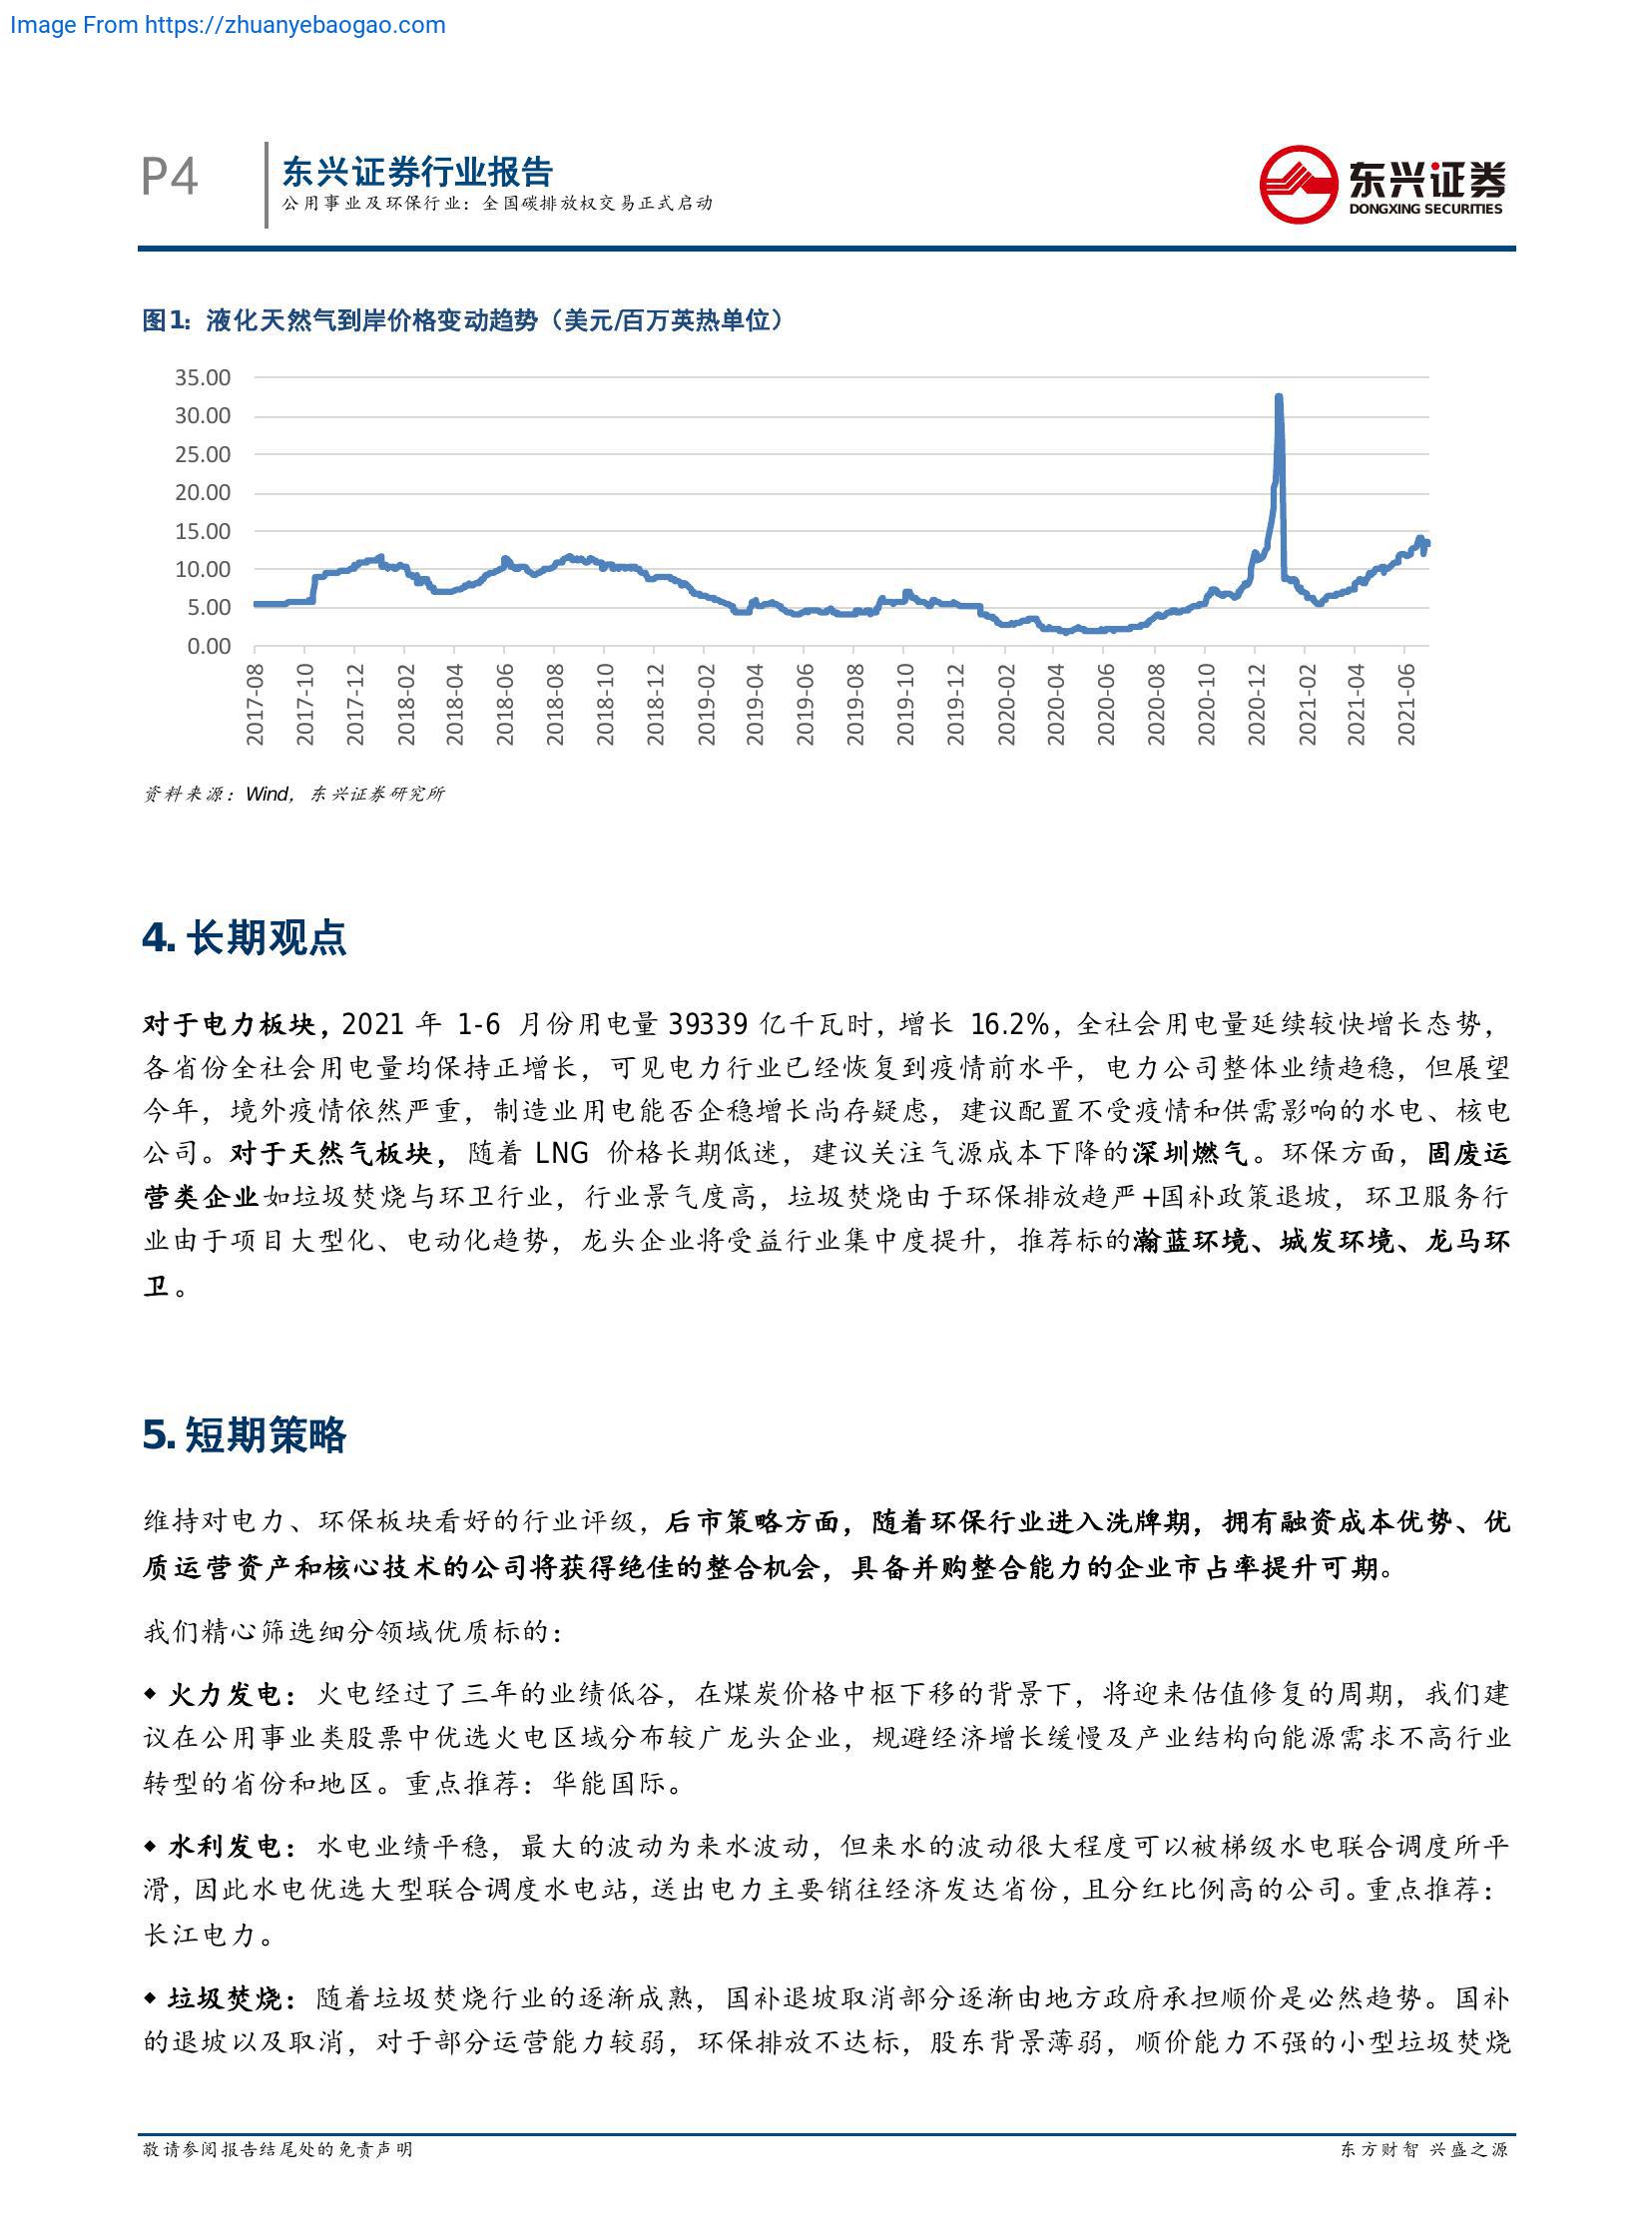 Image From https://zhuanyebaogao.com
P4
东兴证券行业报告
公用事业及环保行业：全国碳排放权交易正式启动
东兴证券
DONGXING SECURITIES
图1：液化天然气到岸价格变动趋势（美元/百万英热单位）
35.00
30.00
25.00
20.00
15.00
10.00
5.00
0.00
2017-08
2017-10
2017-12
2018-02
2018-04
2018-06
2018-08
2018-10
2018-12
2019-02
2019-04
2019-06
2019-08
2019-10
2019-12
2020-02
2020-04
2020-06
2020-08
2020-10
2020-12
2021-02
2021-04
2021-06
资料来源：Wind，东兴证券研究所
4. 长期观点
对于电力板块，2021 年 1-6 月份用电量 39339 亿千瓦时，增长 16.2%，全社会用电量延续较快增长态势，
各省份全社会用电量均保持正增长，可见电力行业已经恢复到疫情前水平，电力公司整体业绩趋稳，但展望
今年，境外疫情依然严重，制造业用电能否企稳增长尚存疑虑，建议配置不受疫情和供需影响的水电、核电
公司。对于天然气板块，随着 LNG 价格长期低迷，建议关注气源成本下降的深圳燃气。环保方面，固废运
营类企业如垃圾焚烧与环卫行业，行业景气度高，垃圾焚烧由于环保排放趋严+国补政策退坡，环卫服务行
业由于项目大型化、电动化趋势，龙头企业将受益行业集中度提升，推荐标的瀚蓝环境、城发环境、龙马环
卫。
5. 短期策略
维持对电力、环保板块看好的行业评级，后市策略方面，随着环保行业进入洗牌期，拥有融资成本优势、优
质运营资产和核心技术的公司将获得绝佳的整合机会，具备并购整合能力的企业市占率提升可期。
我们精心筛选细分领域优质标的：
◆ 火力发电：火电经过了三年的业绩低谷，在煤炭价格中枢下移的背景下，将迎来估值修复的周期，我们建
议在公用事业类股票中优选火电区域分布较广龙头企业，规避经济增长缓慢及产业结构向能源需求不高行业
转型的省份和地区。重点推荐：华能国际。
◆ 水利发电：水电业绩平稳，最大的波动为来水波动，但来水的波动很大程度可以被梯级水电联合调度所平
滑，因此水电优选大型联合调度水电站，送出电力主要销往经济发达省份，且分红比例高的公司。重点推荐：
长江电力。
◆ 垃圾焚烧：随着垃圾焚烧行业的逐渐成熟，国补退坡取消部分逐渐由地方政府承担顺价是必然趋势。国补
的退坡以及取消，对于部分运营能力较弱，环保排放不达标，股东背景薄弱，顺价能力不强的小型垃圾焚烧
敬请参阅报告结尾处的免责声明
东方财智 兴盛之源